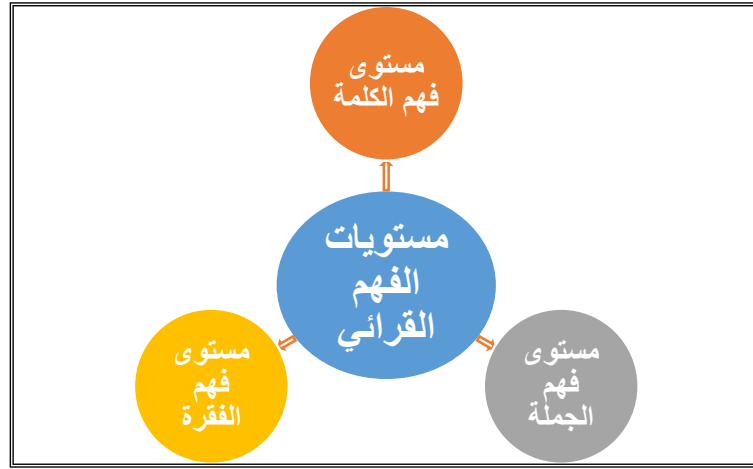 مستوى
فهم الكلمة
مستويات
الفهم
القرائي
مستوى
فهم
الجملة
مستوى
فهم
الفقرة